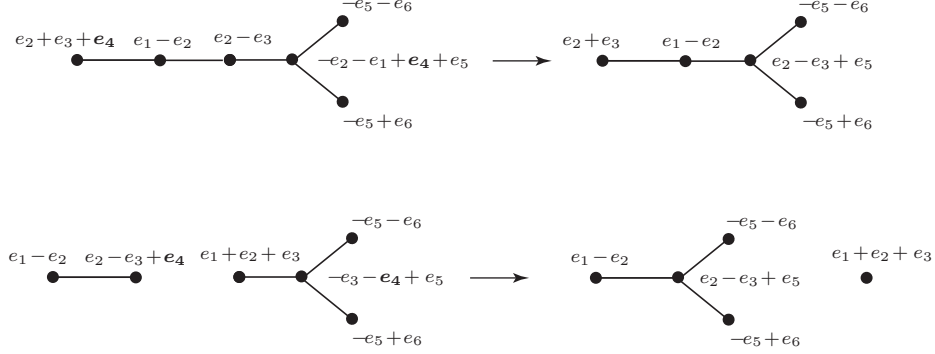 −e₅−e₆ −e₅−e₆
e₂+e₃+e₄ e₁−e₂ e₂−e₃ −e₂−e₁+e₄+e₅ e₂+e₃ e₁−e₂ e₂−e₃+e₅
−e₅+e₆ −e₅+e₆
−e₅−e₆ −e₅−e₆
e₁−e₂ e₂−e₃+e₄ e₁+e₂+e₃ −e₃−e₄+e₅ e₁−e₂ e₂−e₃+e₅ e₁+e₂+e₃
−e₅+e₆ −e₅+e₆